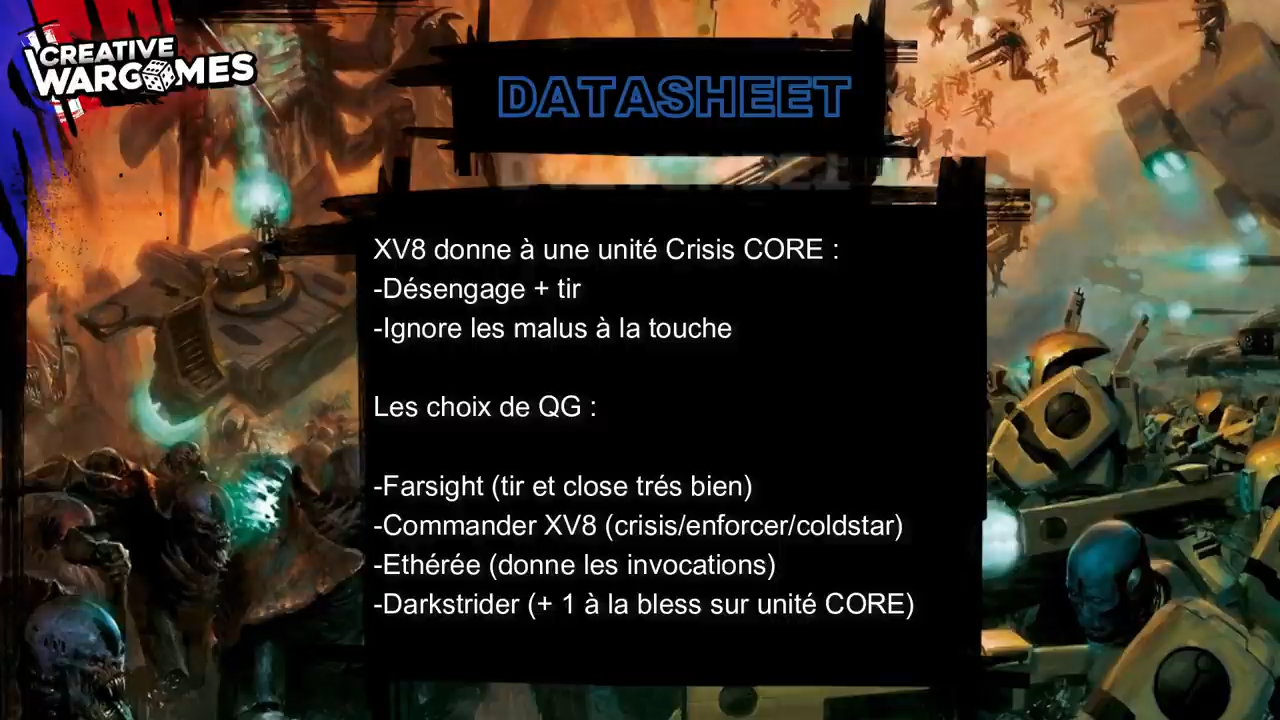 CREATIVE
WARGAMES
DATASHEET
XV8 donne à une unité Crisis CORE :
-Désengage + tir
-Ignore les malus à la touche
Les choix de QG :
-Farsight (tir et close trés bien)
-Commander XV8 (crisis/enforcer/coldstar)
-Ethérée (donne les invocations)
-Darkstrider (+ 1 à la bless sur unité CORE)